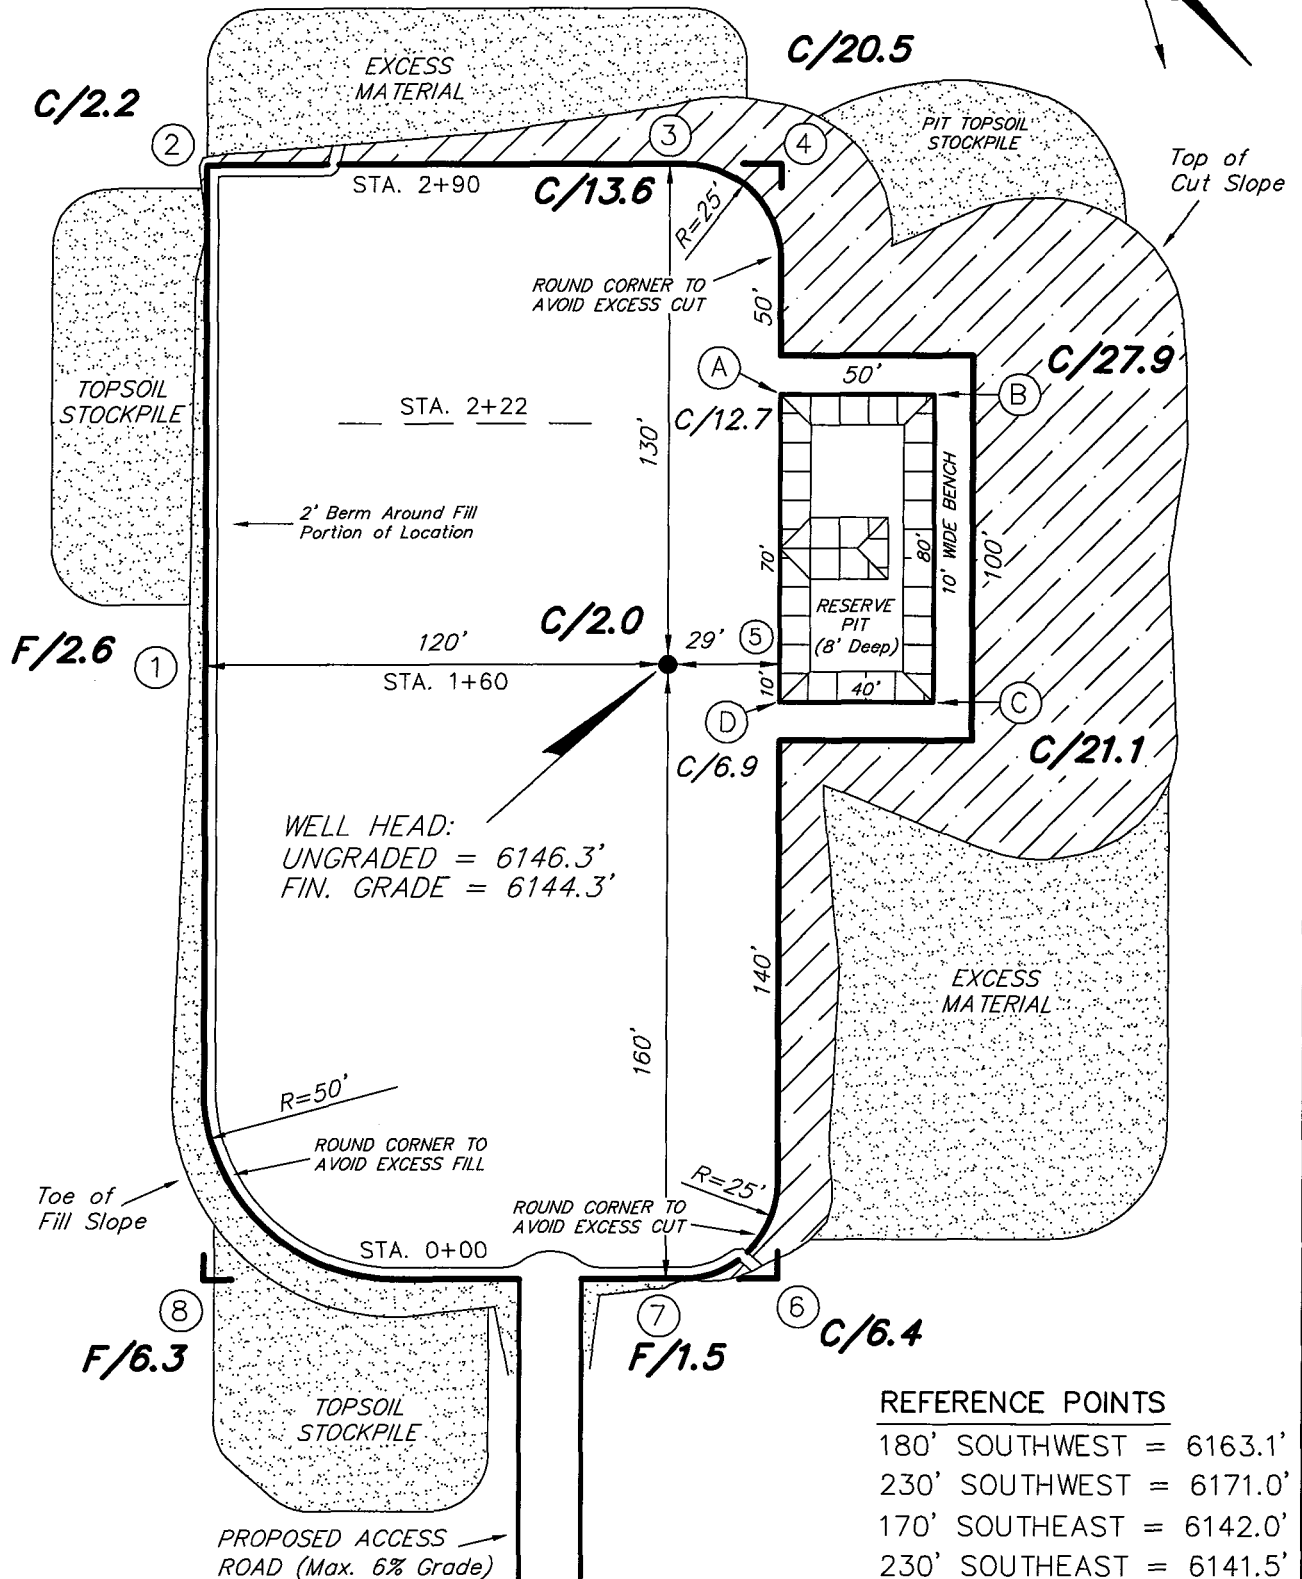 C/20.5
EXCESS
MATERIAL
C/2.2
2
3
4
PIT TOPSOIL
STOCKPILE
Top of
Cut Slope
STA. 2+90
C/13.6
R=25'
ROUND CORNER TO
AVOID EXCESS CUT
50'
C/27.9
A
50'
B
TOPSOIL
STOCKPILE
STA. 2+22
C/12.7
130'
2' Berm Around Fill
Portion of Location
70'
80'
10' WIDE BENCH
100'
RESERVE
PIT
(8' Deep)
C/2.0
F/2.6
1
120'
29'
5
STA. 1+60
10'
40'
D
C
C/6.9
C/21.1
WELL HEAD:
UNGRADED = 6146.3'
FIN. GRADE = 6144.3'
140'
EXCESS
MATERIAL
160'
R=50'
ROUND CORNER TO
AVOID EXCESS FILL
R=25'
Toe of
Fill Slope
ROUND CORNER TO
AVOID EXCESS CUT
STA. 0+00
8
7
6
F/6.3
F/1.5
C/6.4
TOPSOIL
STOCKPILE
REFERENCE POINTS
180' SOUTHWEST = 6163.1'
230' SOUTHWEST = 6171.0'
170' SOUTHEAST = 6142.0'
230' SOUTHEAST = 6141.5'
PROPOSED ACCESS
ROAD (Max. 6% Grade)